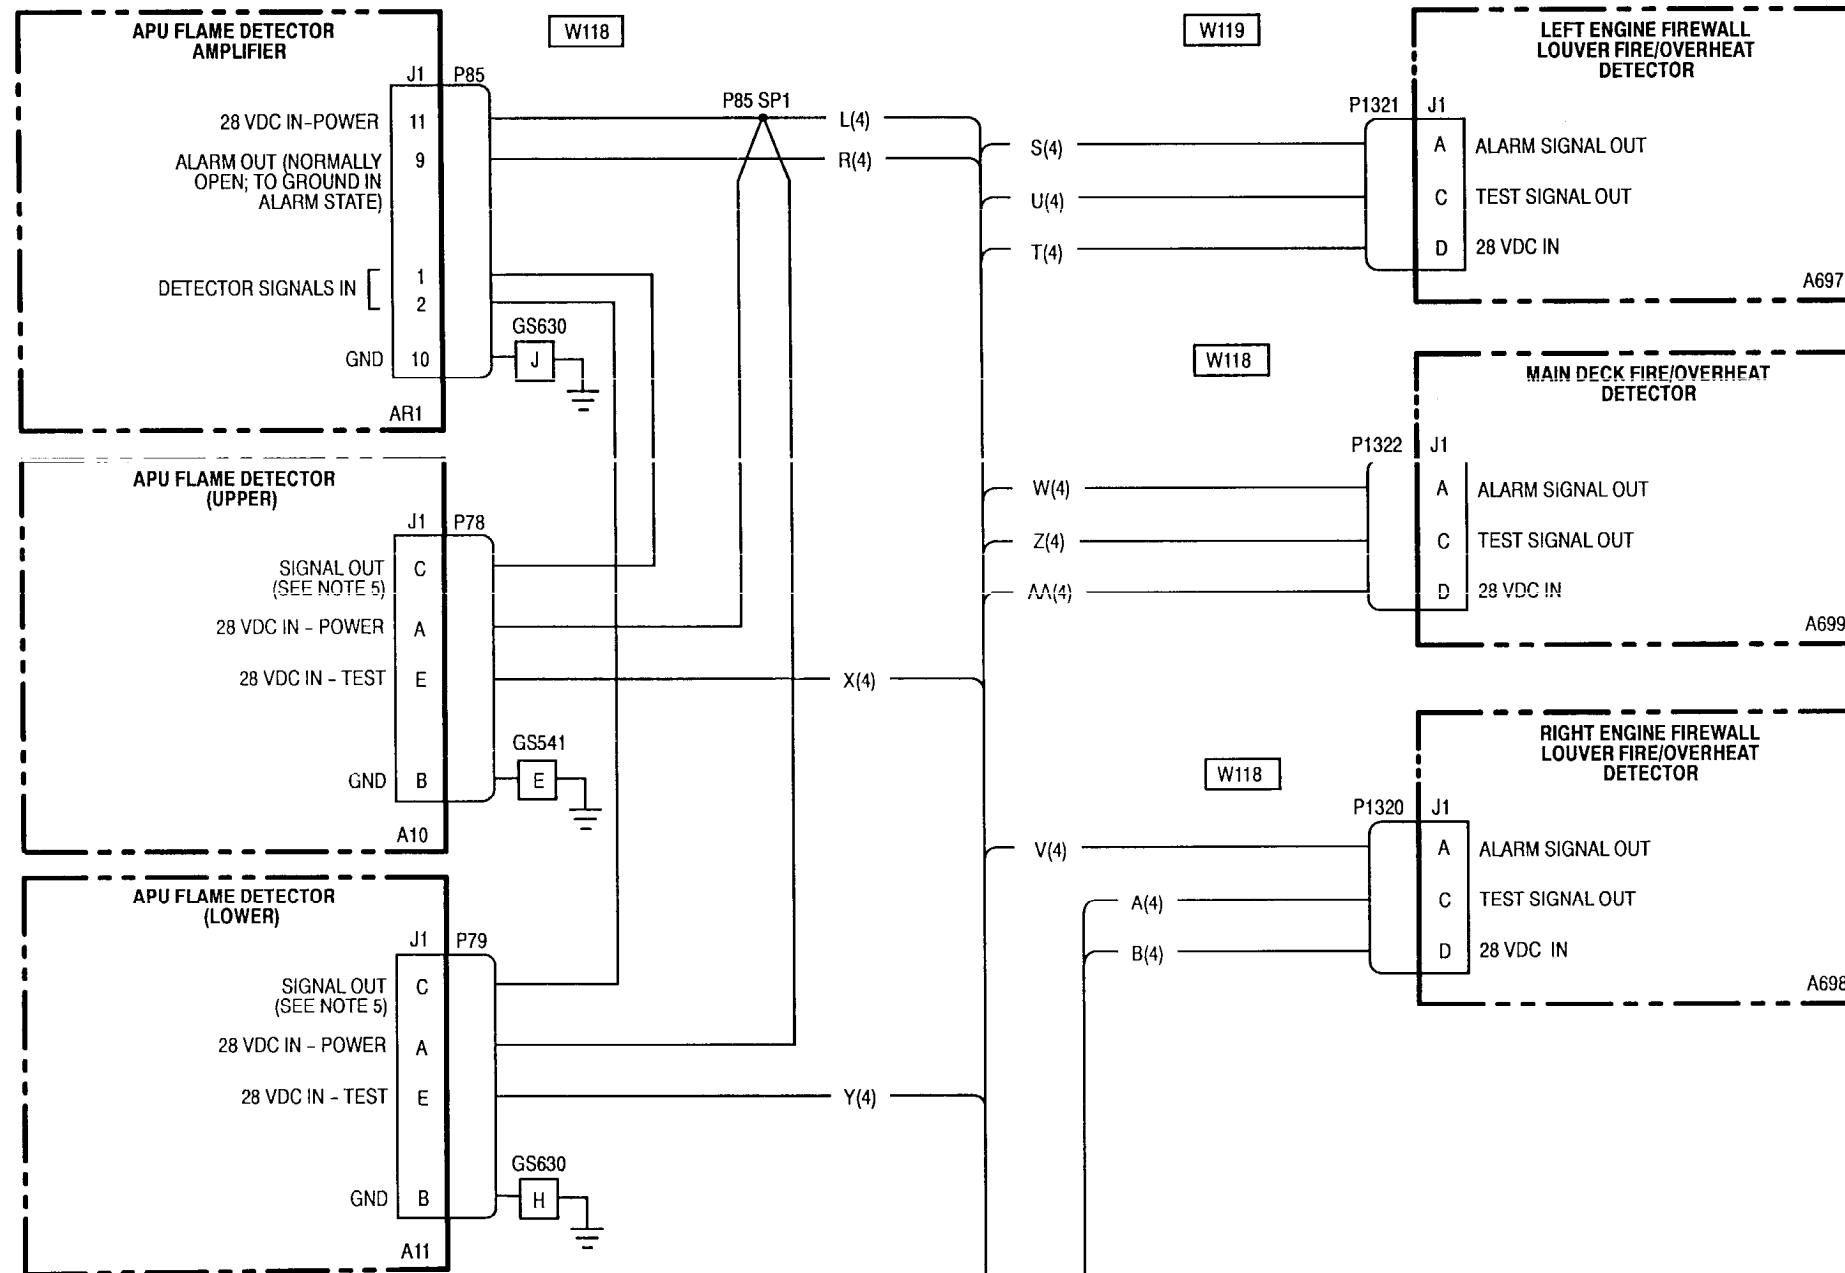 APU FLAME DETECTOR
AMPLIFIER
J1
P85
28 VDC IN-POWER
11
ALARM OUT (NORMALLY
OPEN; TO GROUND IN
ALARM STATE)
9
DETECTOR SIGNALS IN
1
2
GND
10
GS630
J
AR1
W118
P85 SP1
L(4)
R(4)
APU FLAME DETECTOR
(UPPER)
J1
P78
SIGNAL OUT
(SEE NOTE 5)
C
28 VDC IN - POWER
A
28 VDC IN - TEST
E
X(4)
GND
B
GS541
E
A10
APU FLAME DETECTOR
(LOWER)
J1
P79
SIGNAL OUT
(SEE NOTE 5)
C
28 VDC IN - POWER
A
28 VDC IN - TEST
E
Y(4)
GND
B
GS630
H
A11
W119
LEFT ENGINE FIREWALL
LOUVER FIRE/OVERHEAT
DETECTOR
P1321
J1
S(4)
A
ALARM SIGNAL OUT
U(4)
C
TEST SIGNAL OUT
T(4)
D
28 VDC IN
A697
W118
MAIN DECK FIRE/OVERHEAT
DETECTOR
P1322
J1
W(4)
A
ALARM SIGNAL OUT
Z(4)
C
TEST SIGNAL OUT
AA(4)
D
28 VDC IN
A699
W118
RIGHT ENGINE FIREWALL
LOUVER FIRE/OVERHEAT
DETECTOR
P1320
J1
V(4)
A
ALARM SIGNAL OUT
A(4)
C
TEST SIGNAL OUT
B(4)
D
28 VDC IN
A698